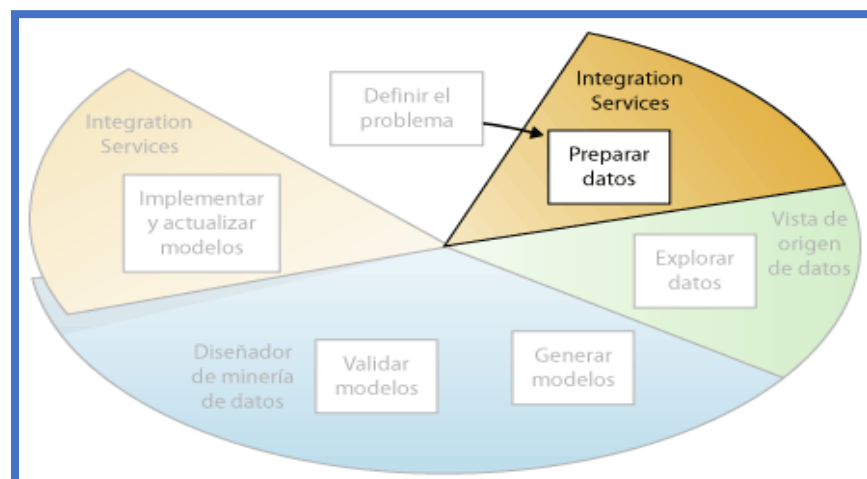 Definir el
problema
Integration
Services
Preparar
datos
Vista de
origen
de datos
Explorar
datos
Generar
modelos
Validar
modelos
Diseñador
de minería
de datos
Integration
Services
Implementar
y actualizar
modelos